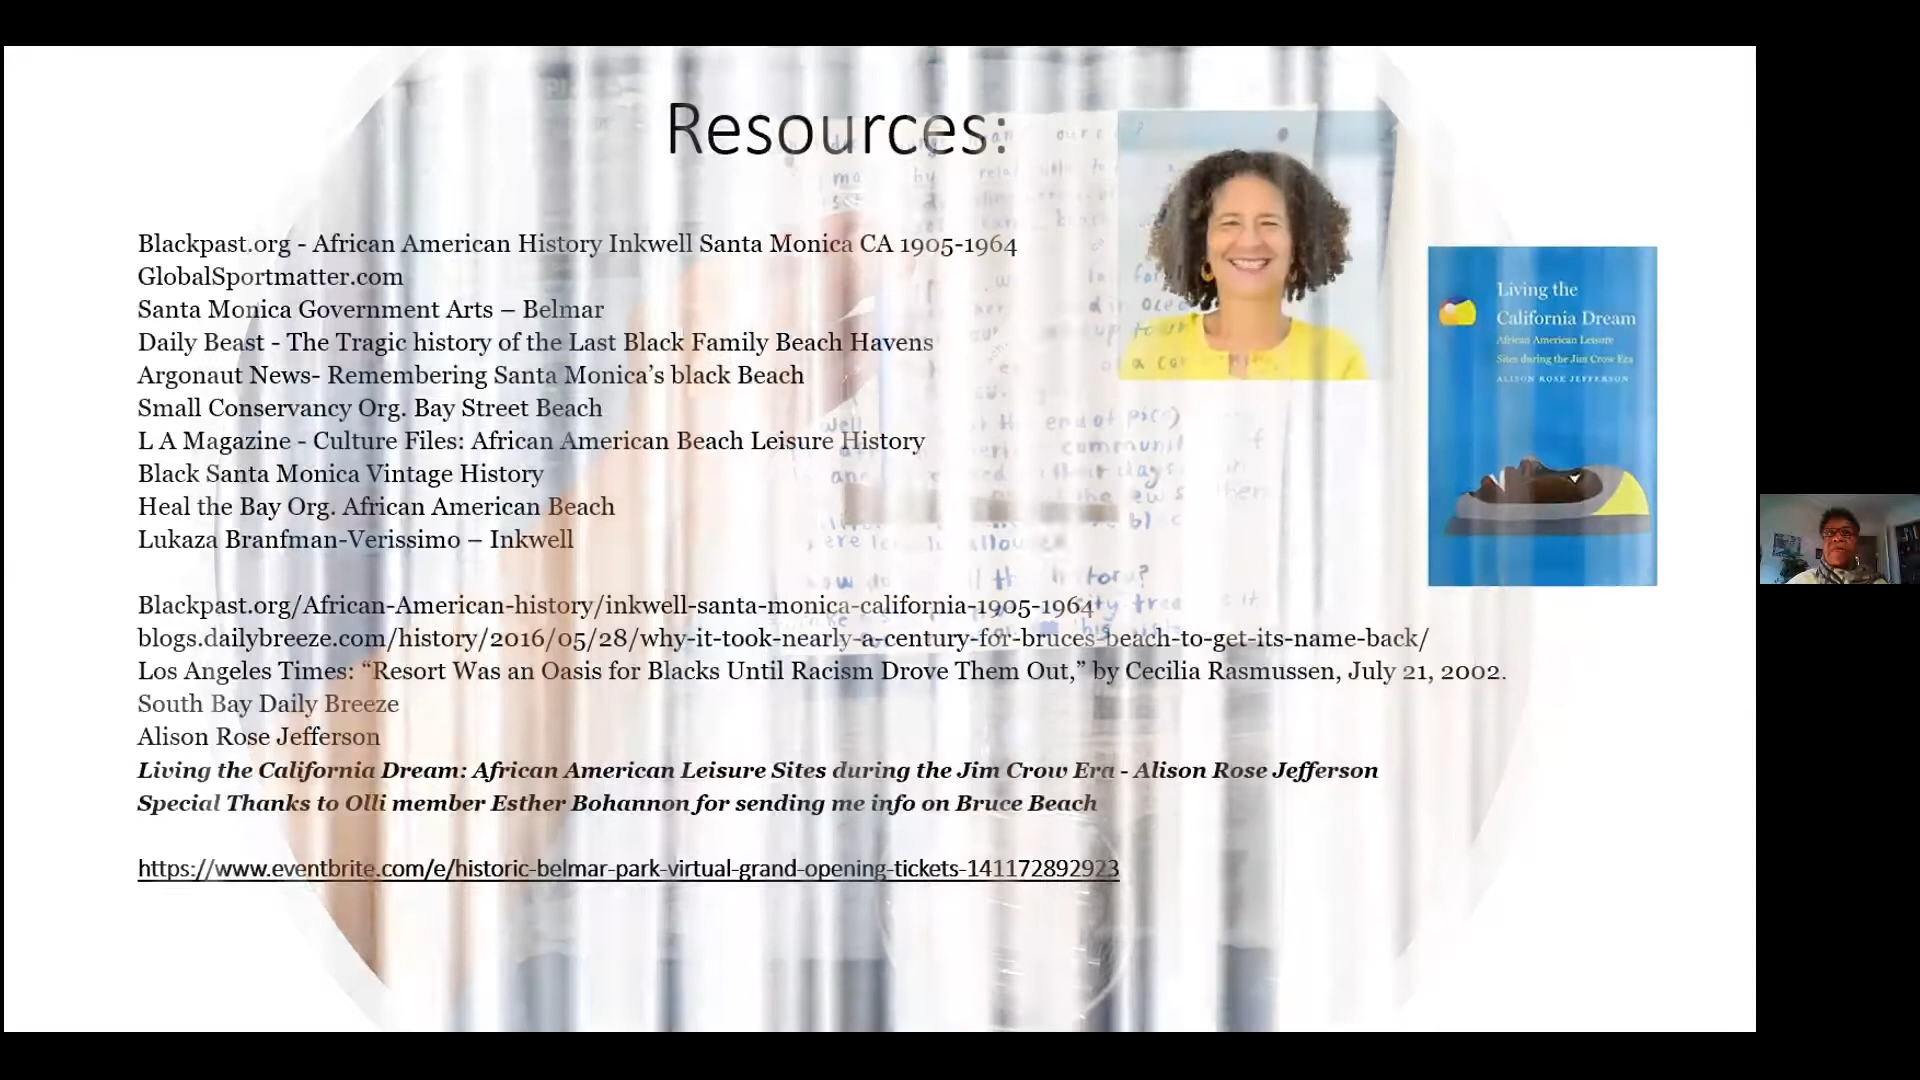 Resources:
Blackpast.org - African American History Inkwell Santa Monica CA 1905-1964
GlobalSportmatter.com
Santa Monica Government Arts – Belmar
Daily Beast - The Tragic history of the Last Black Family Beach Havens
Argonaut News- Remembering Santa Monica’s black Beach
Small Conservancy Org. Bay Street Beach
L A Magazine - Culture Files: African American Beach Leisure History
Black Santa Monica Vintage History
Heal the Bay Org. African American Beach
Lukaza Branfman-Verissimo – Inkwell
Blackpast.org/African-American-history/inkwell-santa-monica-california-1905-1964
blogs.dailybreeze.com/history/2016/05/28/why-it-took-nearly-a-century-for-bruces-beach-to-get-its-name-back/
Los Angeles Times: “Resort Was an Oasis for Blacks Until Racism Drove Them Out,” by Cecilia Rasmussen, July 21, 2002.
South Bay Daily Breeze
Alison Rose Jefferson
Living the California Dream: African American Leisure Sites during the Jim Crow Era - Alison Rose Jefferson
Special Thanks to Olli member Esther Bohannon for sending me info on Bruce Beach
https://www.eventbrite.com/e/historic-belmar-park-virtual-grand-opening-tickets-141172892923
Living the
California Dream
African American Leisure
Sites during the Jim Crow Era
ALISON ROSE JEFFERSON
end of pico